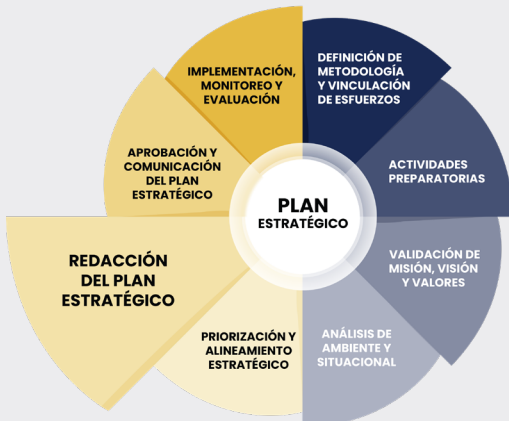 DEFINICIÓN DE
METODOLOGÍA
Y VINCULACIÓN
DE ESFUERZOS
ACTIVIDADES
PREPARATORIAS
VALIDACIÓN DE
MISIÓN, VISIÓN
Y VALORES
ANÁLISIS DE
AMBIENTE Y
SITUACIONAL
PRIORIZACIÓN Y
ALINEAMIENTO
ESTRATÉGICO
REDACCIÓN
DEL PLAN
ESTRATÉGICO
APROBACIÓN Y
COMUNICACIÓN
DEL PLAN
ESTRATÉGICO
IMPLEMENTACIÓN,
MONITOREO Y
EVALUACIÓN
PLAN
ESTRATÉGICO